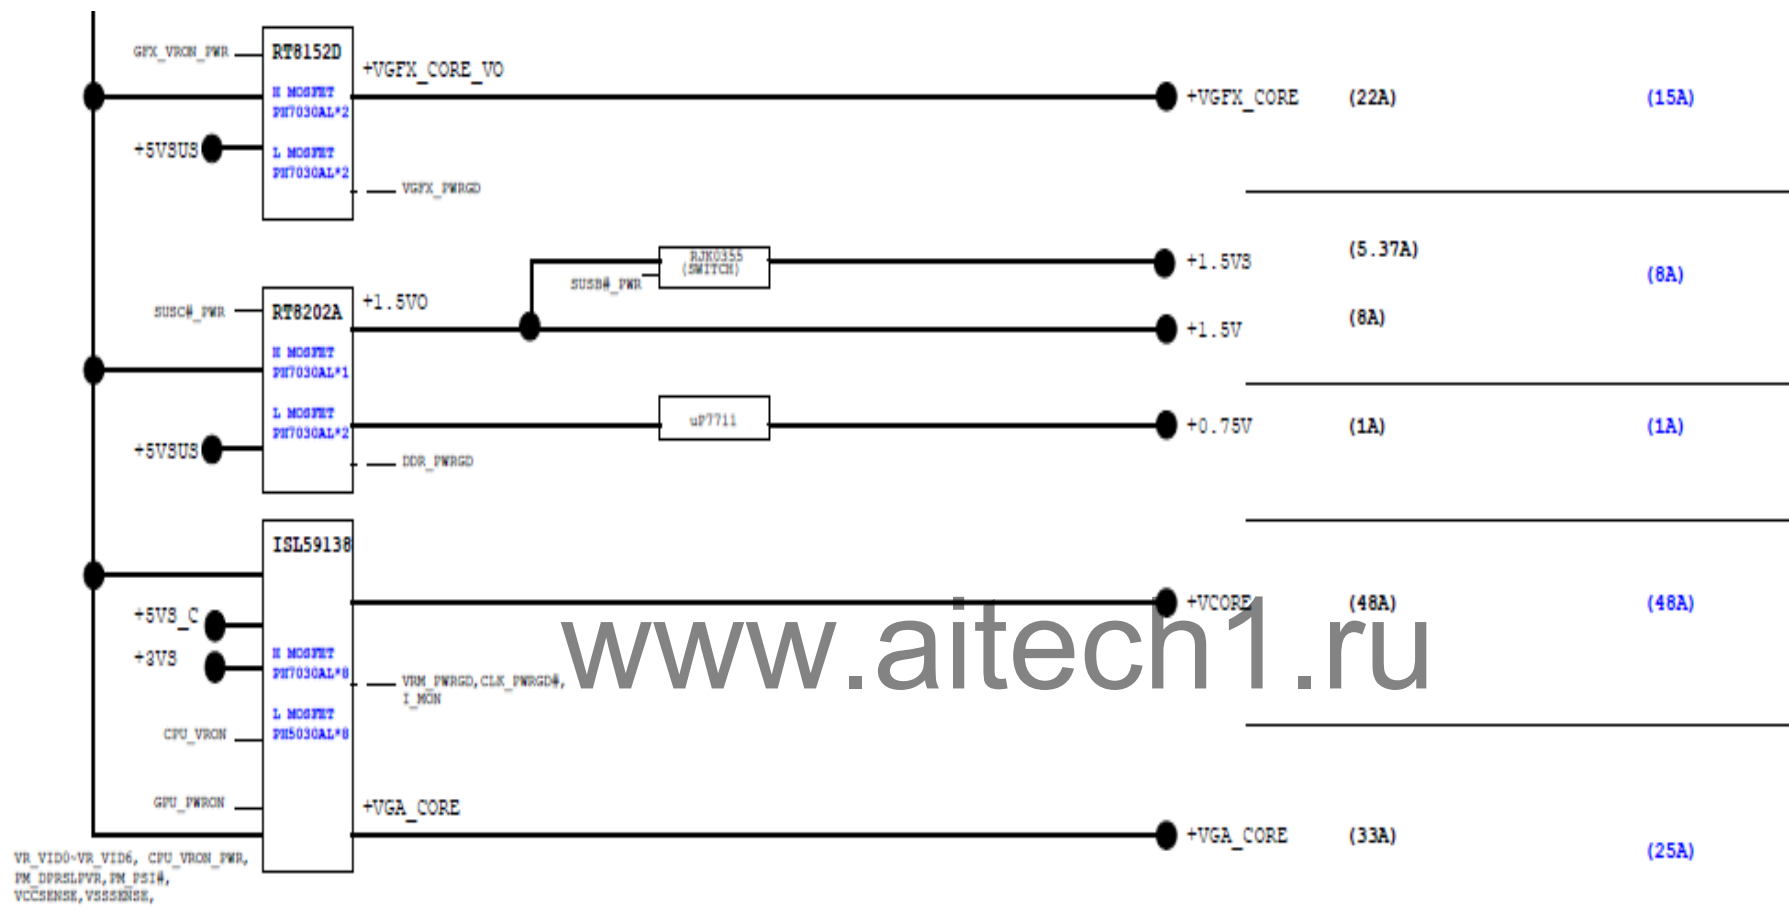 GFX_VRON_PWR
RT8152D
+VGFX_CORE_VO
H MOSFET
PH7030AL*2
+VGFX_CORE (22A) (15A)
+5VSUS
L MOSFET
PH7030AL*2
VGFX_PWRGD
RJK0355
(SWITCH)
SUSB#_PWR
+1.5VS (5.37A)
(8A)
SUSC#_PWR
RT8202A
+1.5VO
+1.5V (8A)
H MOSFET
PH7030AL*1
L MOSFET
PH7030AL*2
uP7711
+0.75V (1A) (1A)
+5VSUS
DDR_PWRGD
ISL59138
+5VS_C
+VCORE (48A) (48A)
www.aitech1.ru
+3VS
H MOSFET
PH7030AL*8
VRM_PWRGD,CLK_PWRGD#,
I_MON
L MOSFET
PH5030AL*8
CPU_VRON
GPU_PWRON
+VGA_CORE
+VGA_CORE (33A) (25A)
VR_VID0~VR_VID6, CPU_VRON_PWR,
PM_DPRSLPVR,PM_PSI#,
VCCSENSE,VSSSENSE,